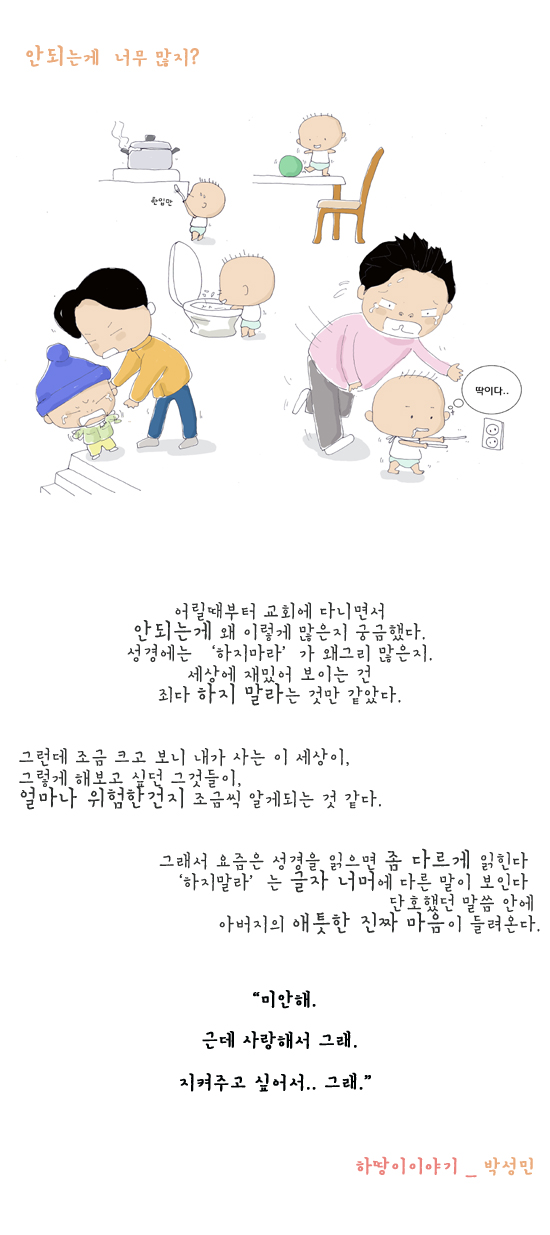 안되는게 너무 많지?
한입만
딱이다..
어릴때부터 교회에 다니면서
안되는게 왜 이렇게 많은지 궁금했다.
성경에는 ‘하지마라’ 가 왜그리 많은지.
세상에 재밌어 보이는 건
죄다 하지 말라는 것만 같았다.
그런데 조금 크고 보니 내가 사는 이 세상이,
그렇게 해보고 싶던 그것들이,
얼마나 위험한건지 조금씩 알게되는 것 같다.
그래서 요즘은 성경을 읽으면 좀 다르게 읽힌다
‘하지말라’ 는 글자 너머에 다른 말이 보인다
단호했던 말씀 안에
아버지의 애틋한 진짜 마음이 들려온다.
“미안해.
근데 사랑해서 그래.
지켜주고 싶어서.. 그래.”
하땅이이야기 _ 박성민